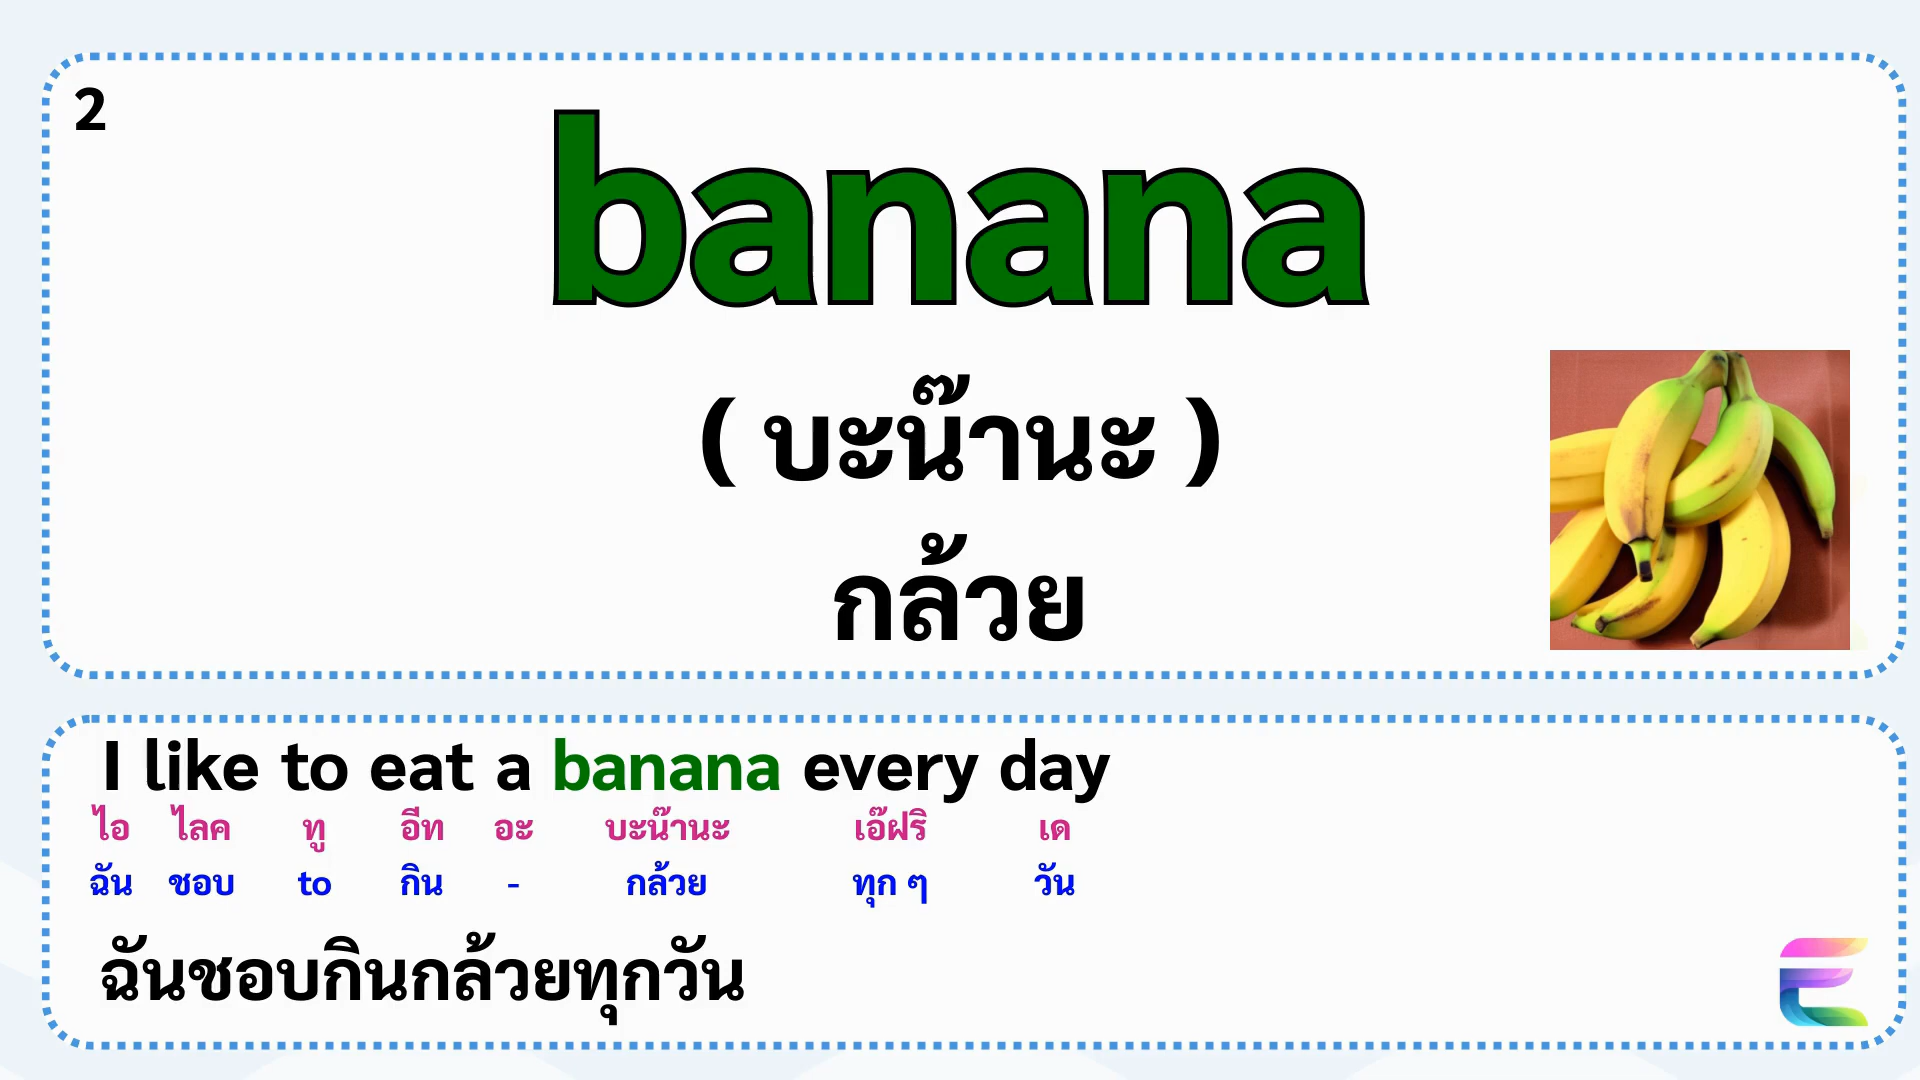 2
banana
( บะน๊านะ )
กล้วย
I like to eat a banana every day
ไอ ไลค ทู อีท อะ บะน๊านะ เอ๊ฝริ เด
ฉัน ชอบ to กิน - กล้วย ทุก ๆ วัน
ฉันชอบกินกล้วยทุกวัน